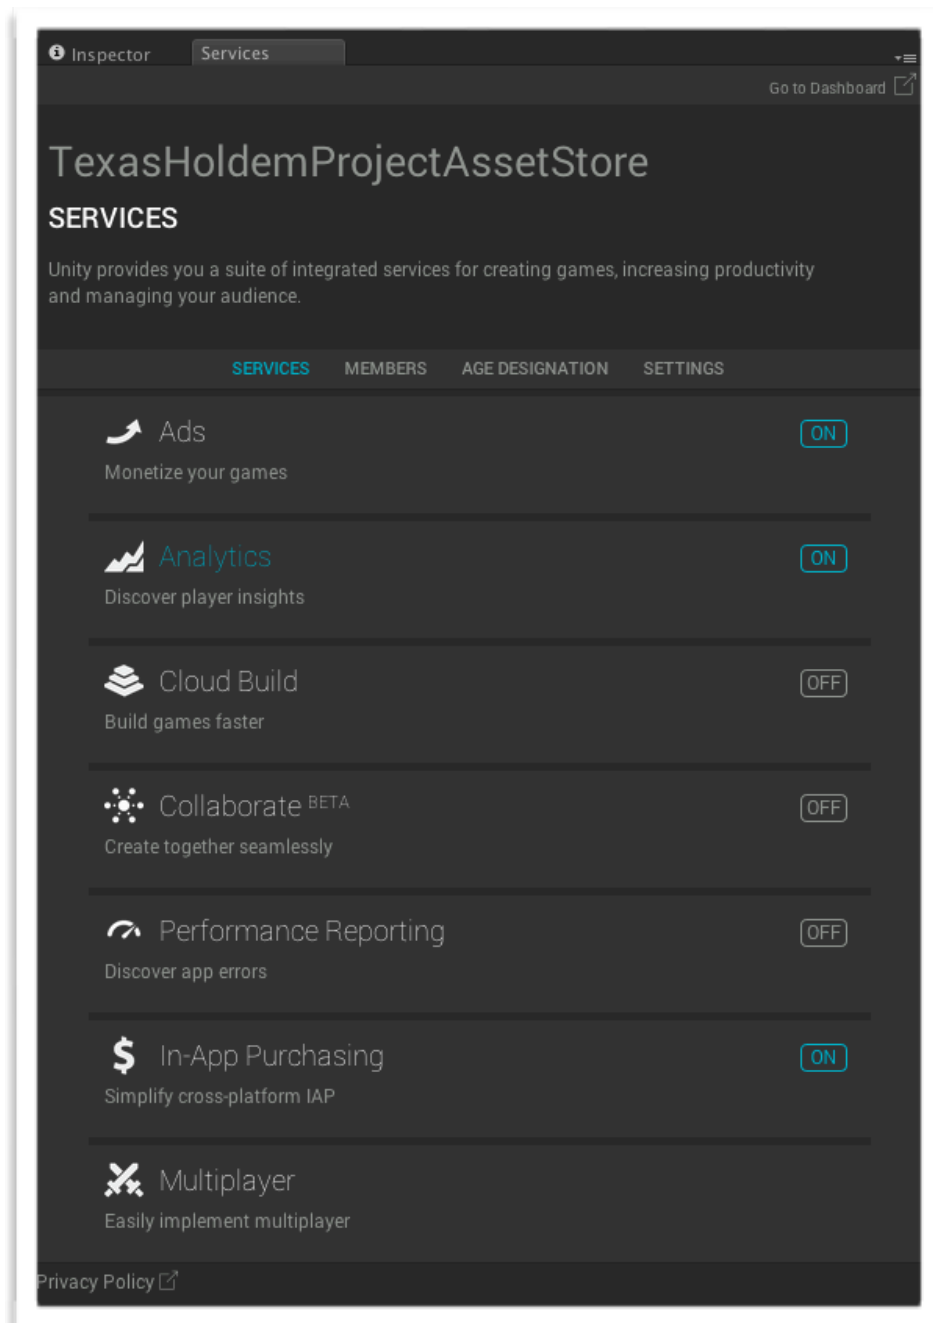 Inspector
Services
Go to Dashboard
TexasHoldemProjectAssetStore
SERVICES
Unity provides you a suite of integrated services for creating games, increasing productivity
and managing your audience.
SERVICES MEMBERS AGE DESIGNATION SETTINGS
Ads ON
Monetize your games
Analytics ON
Discover player insights
Cloud Build OFF
Build games faster
Collaborate BETA OFF
Create together seamlessly
Performance Reporting OFF
Discover app errors
In-App Purchasing ON
Simplify cross-platform IAP
Multiplayer
Easily implement multiplayer
Privacy Policy